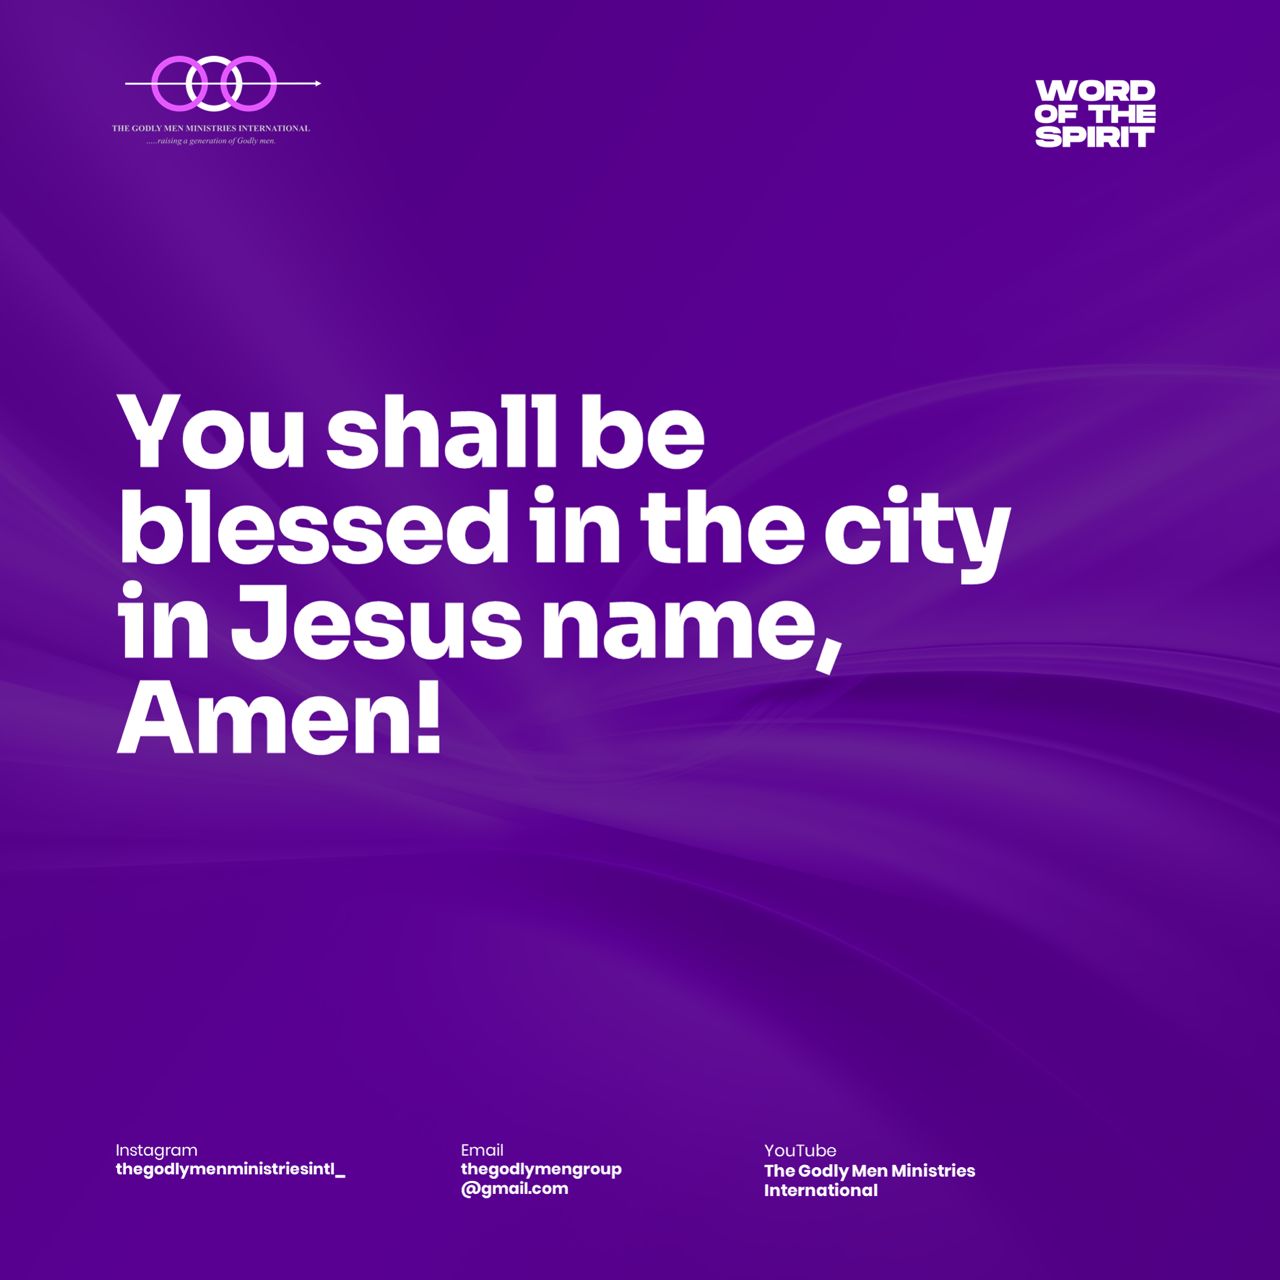 THE GODLY MEN MINISTRIES INTERNATIONAL
.....raising a generation of Godly men.
WORD
OF THE
SPIRIT
You shall be
blessed in the city
in Jesus name,
Amen!
Instagram
thegodlymenministriesintl_
Email
thegodlymengroup
@gmail.com
YouTube
The Godly Men Ministries
International